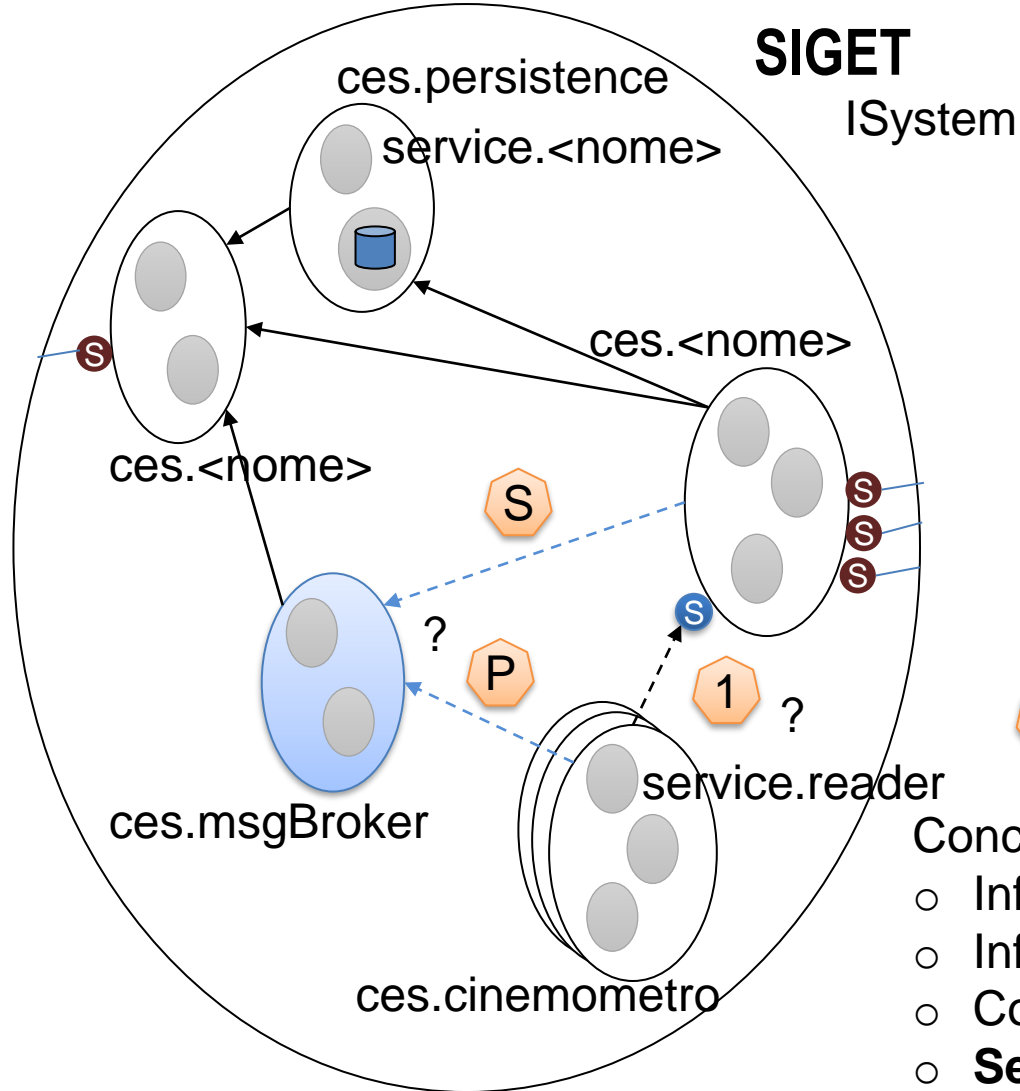 SIGET
ISystem
ces.persistence
service.<nome>
ces.<nome>
S
ces.<nome>
S
S
S
S
S
S
?
P
1
?
service.reader
ces.msgBroker
ces.cinemometro
Conc
Inf
Inf
Co
Se